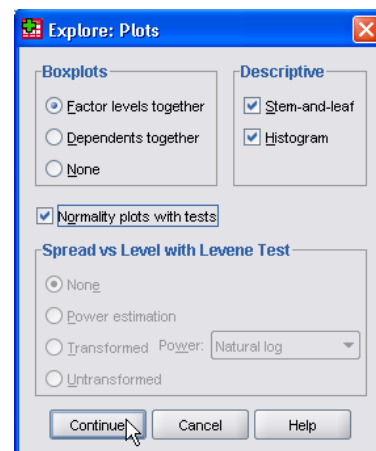 Explore: Plots
Boxplots
Factor levels together
Dependents together
None
Descriptive
Stem-and-leaf
Histogram
Normality plots with tests
Spread vs Level with Levene Test
None
Power estimation
Transformed Power: Natural log
Untransformed
Continue Cancel Help